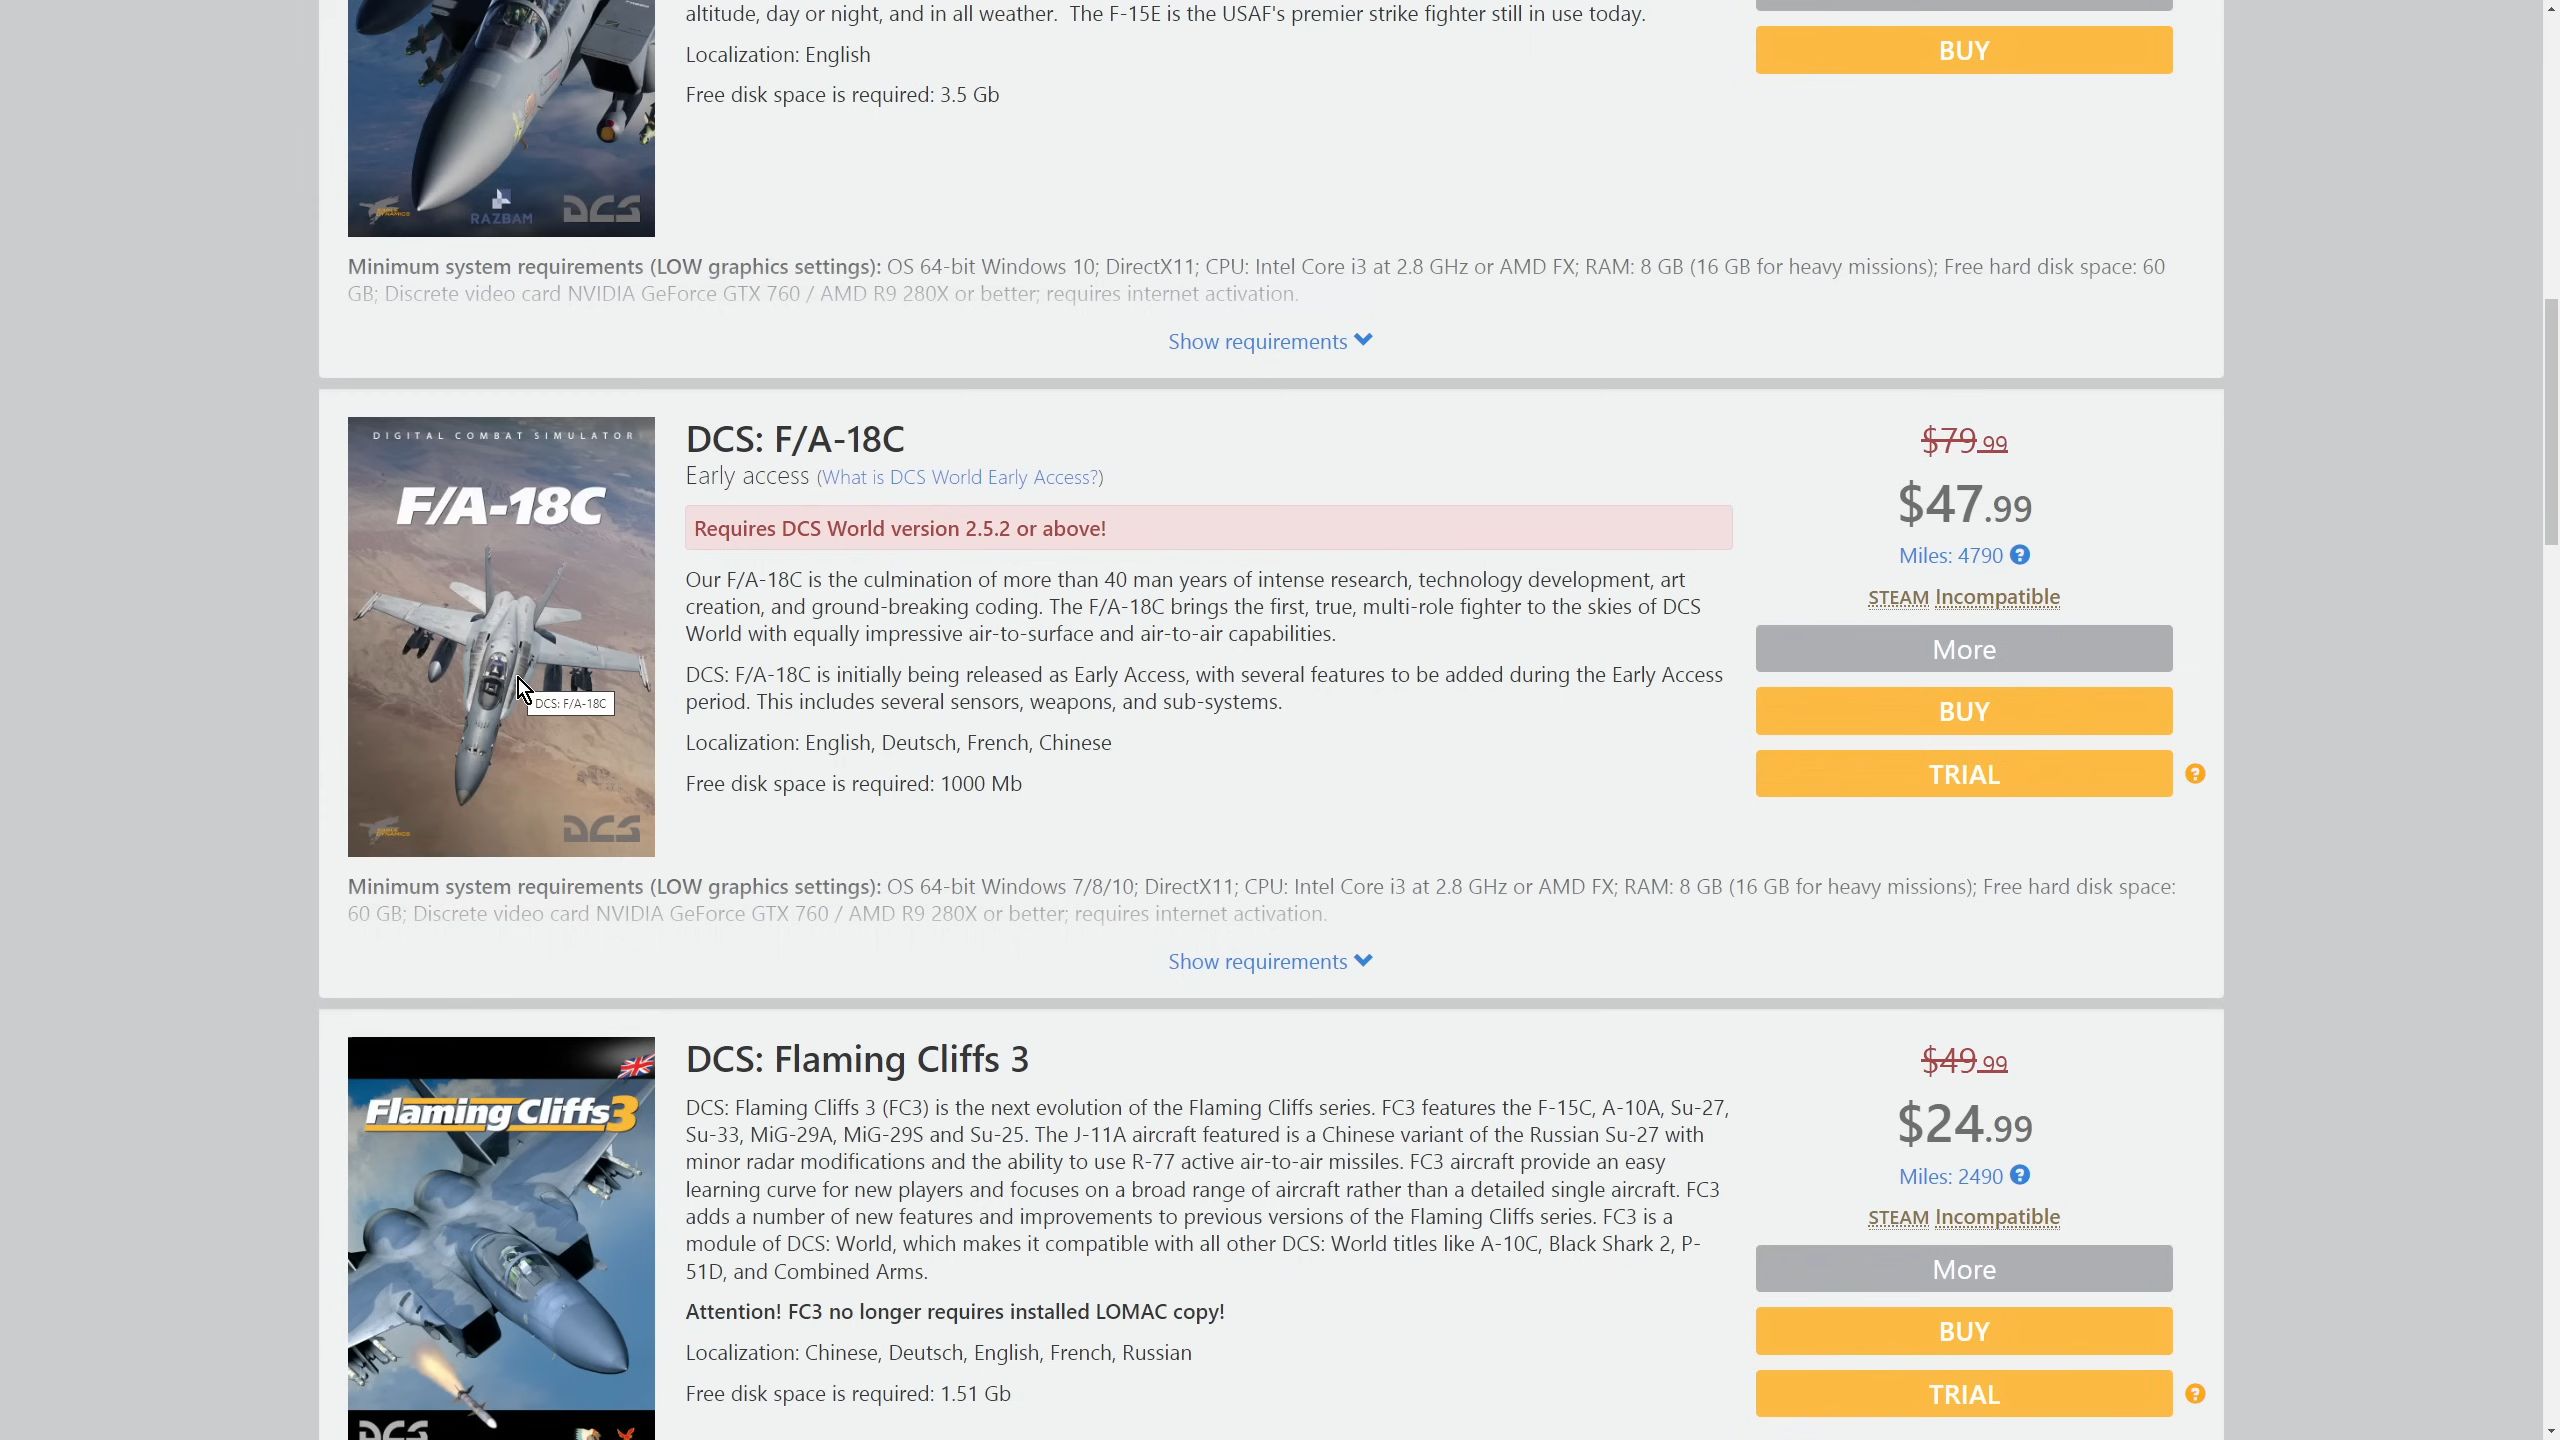 altitude, day or night, and in all weather.  The F-15E is the USAF's premier strike fighter still in use today.
Localization: English
Free disk space is required: 3.5 Gb
BUY
RAZBAM
DCS
Minimum system requirements (LOW graphics settings): OS 64-bit Windows 10; DirectX11; CPU: Intel Core i3 at 2.8 GHz or AMD FX; RAM: 8 GB (16 GB for heavy missions); Free hard disk space: 60
GB; Discrete video card NVIDIA GeForce GTX 760 / AMD R9 280X or better; requires internet activation.
Show requirements
DIGITAL COMBAT SIMULATOR
F/A-18C
DCS: F/A-18C
DCS
DCS: F/A-18C
Early access (What is DCS World Early Access?)
Requires DCS World version 2.5.2 or above!
Our F/A-18C is the culmination of more than 40 man years of intense research, technology development, art
creation, and ground-breaking coding. The F/A-18C brings the first, true, multi-role fighter to the skies of DCS
World with equally impressive air-to-surface and air-to-air capabilities.
DCS: F/A-18C is initially being released as Early Access, with several features to be added during the Early Access
period. This includes several sensors, weapons, and sub-systems.
Localization: English, Deutsch, French, Chinese
Free disk space is required: 1000 Mb
$79.99
$47.99
Miles: 4790
STEAM Incompatible
More
BUY
TRIAL
Minimum system requirements (LOW graphics settings): OS 64-bit Windows 7/8/10; DirectX11; CPU: Intel Core i3 at 2.8 GHz or AMD FX; RAM: 8 GB (16 GB for heavy missions); Free hard disk space:
60 GB; Discrete video card NVIDIA GeForce GTX 760 / AMD R9 280X or better; requires internet activation.
Show requirements
Flaming Cliffs 3
DCS
DCS: Flaming Cliffs 3
DCS: Flaming Cliffs 3 (FC3) is the next evolution of the Flaming Cliffs series. FC3 features the F-15C, A-10A, Su-27,
Su-33, MiG-29A, MiG-29S and Su-25. The J-11A aircraft featured is a Chinese variant of the Russian Su-27 with
minor radar modifications and the ability to use R-77 active air-to-air missiles. FC3 aircraft provide an easy
learning curve for new players and focuses on a broad range of aircraft rather than a detailed single aircraft. FC3
adds a number of new features and improvements to previous versions of the Flaming Cliffs series. FC3 is a
module of DCS: World, which makes it compatible with all other DCS: World titles like A-10C, Black Shark 2, P-
51D, and Combined Arms.
Attention! FC3 no longer requires installed LOMAC copy!
Localization: Chinese, Deutsch, English, French, Russian
Free disk space is required: 1.51 Gb
$49.99
$24.99
Miles: 2490
STEAM Incompatible
More
BUY
TRIAL